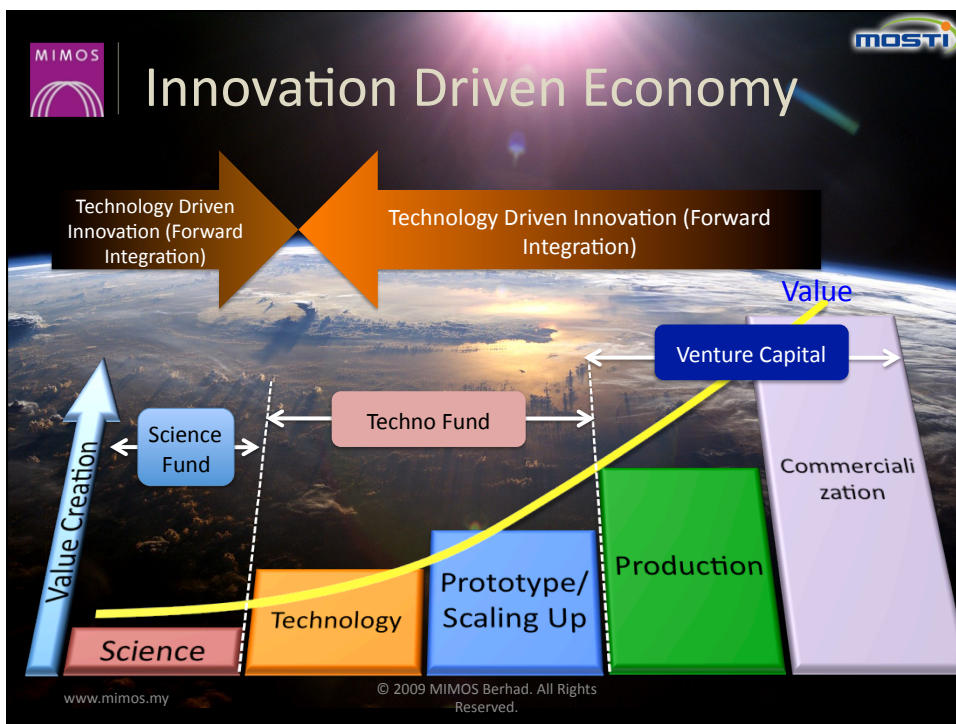 MIMOS
mosti
Innovation Driven Economy
Technology Driven
Innovation (Forward
Integration)
Technology Driven Innovation (Forward
Integration)
Value
Venture Capital
Techno Fund
Science
Fund
Value Creation
Commerciali
zation
Production
Prototype/
Scaling Up
Technology
Science
www.mimos.my
© 2009 MIMOS Berhad. All Rights
Reserved.